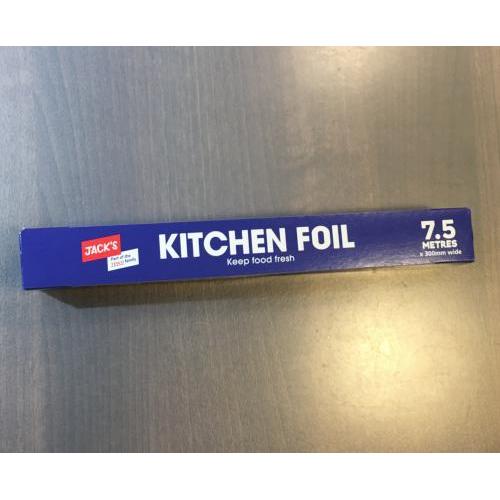 JACK'S
Part of the
TESCO family
KITCHEN FOIL
Keep food fresh
7.5
METRES
x 300mm wide